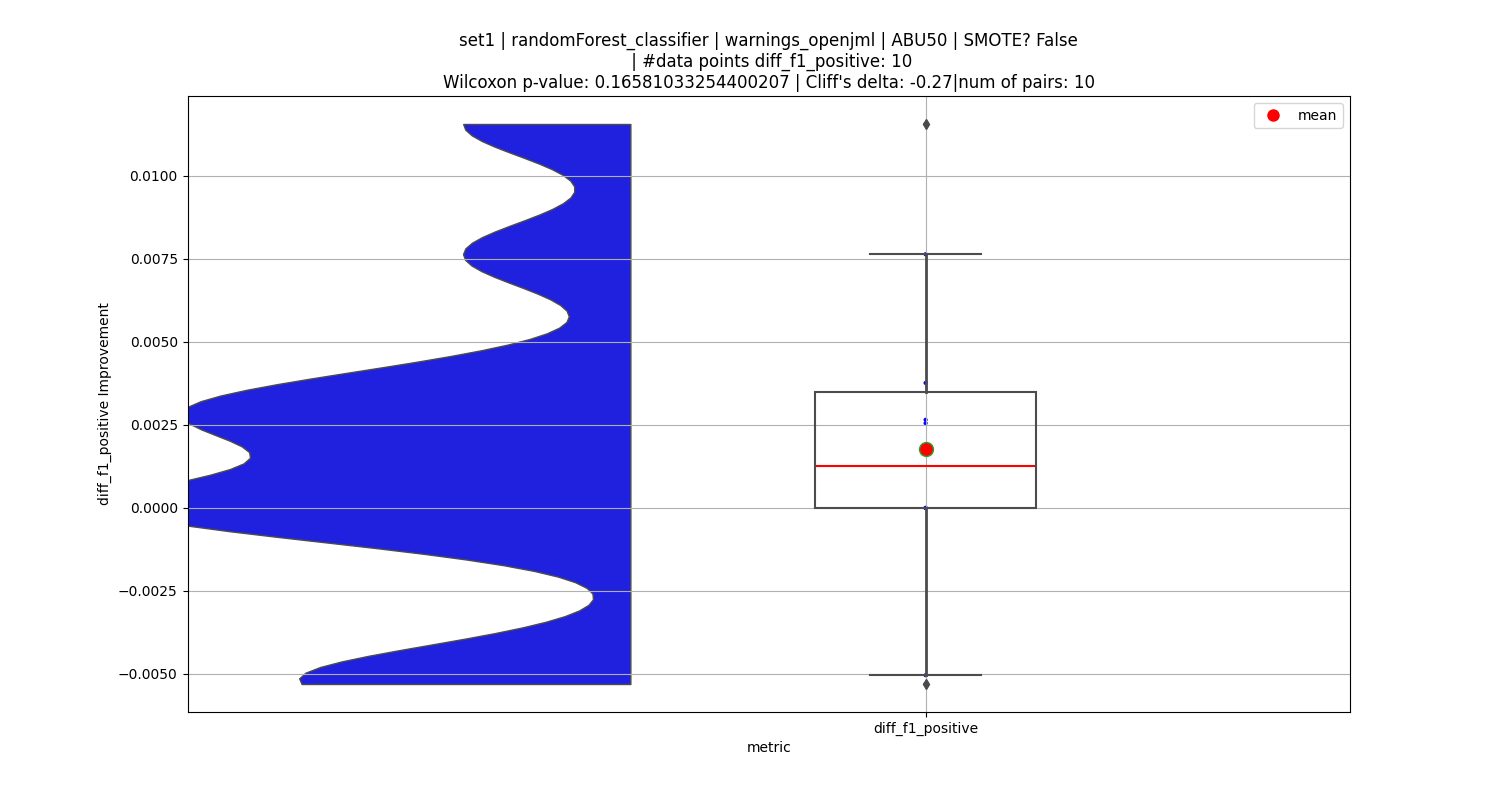 set1 | randomForest_classifier | warnings_openjml | ABU50 | SMOTE? False
| #data points diff_f1_positive: 10
Wilcoxon p-value: 0.16581033254400207 | Cliff's delta: -0.27|num of pairs: 10
mean
0.0100
0.0075
0.0050
0.0025
0.0000
−0.0025
−0.0050
diff_f1_positive Improvement
diff_f1_positive
metric